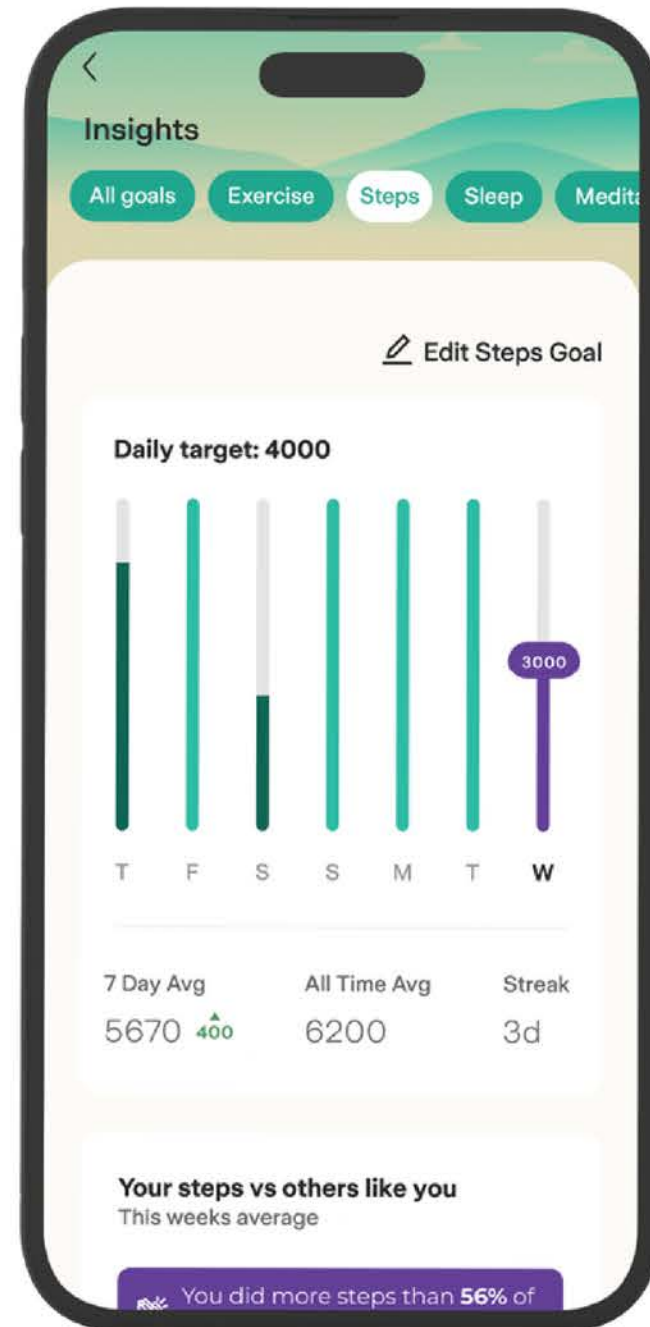 Insights
All goals Exercise Steps Sleep Medita
Edit Steps Goal
Daily target: 4000
3000
T F S S M T W
7 Day Avg All Time Avg Streak
5670 400 6200 3d
Your steps vs others like you
This weeks average
You did more steps than 56% of